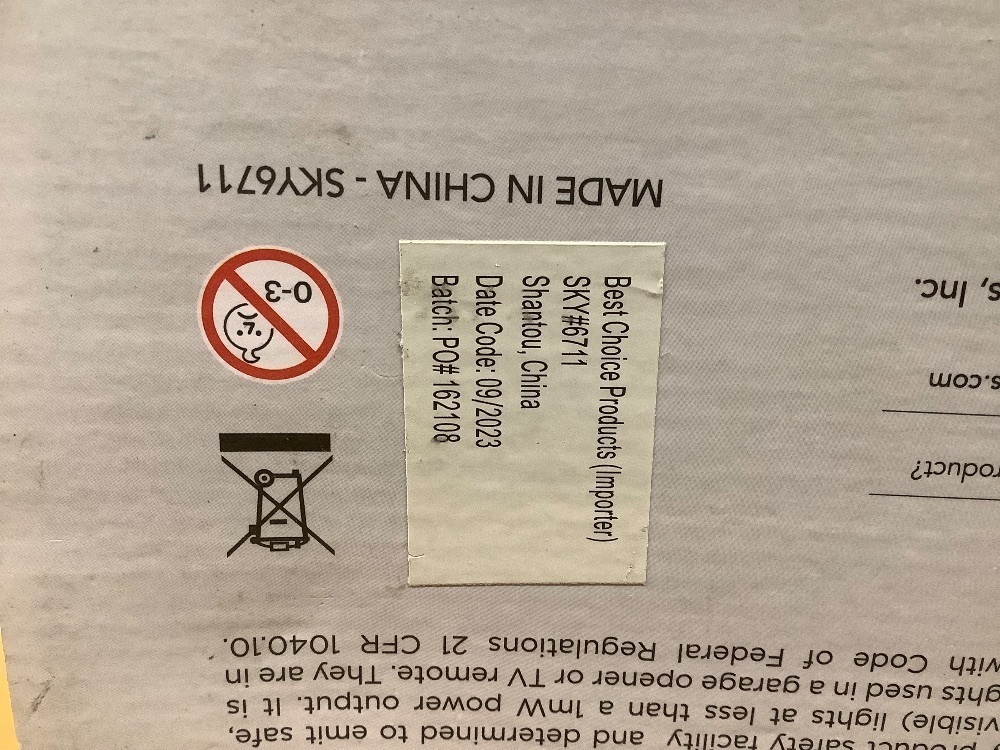 product safety facility and determined to emit safe,
visible) lights at less than a 1mW power output. It is
ghts used in a garage opener or TV remote. They are in
with Code of Federal Regulations 21 CFR 1040.10.
roduct?
s.com
s, Inc.
Best Choice Products (Importer)
SKY#6711
Shantou, China
Date Code: 09/2023
Batch: PO# 162108
0-3
MADE IN CHINA - SKY6711